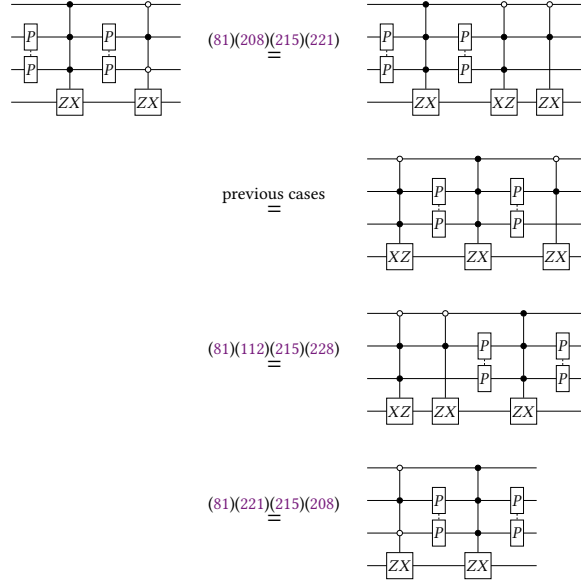 P P (81)(208)(215)(221) P P
= 
P P P P
ZX ZX ZX XZ ZX
previous cases P P
=
P P
XZ ZX ZX
(81)(112)(215)(228) P P
=
P P
XZ ZX ZX
(81)(221)(215)(208) P P
=
P P
ZX ZX